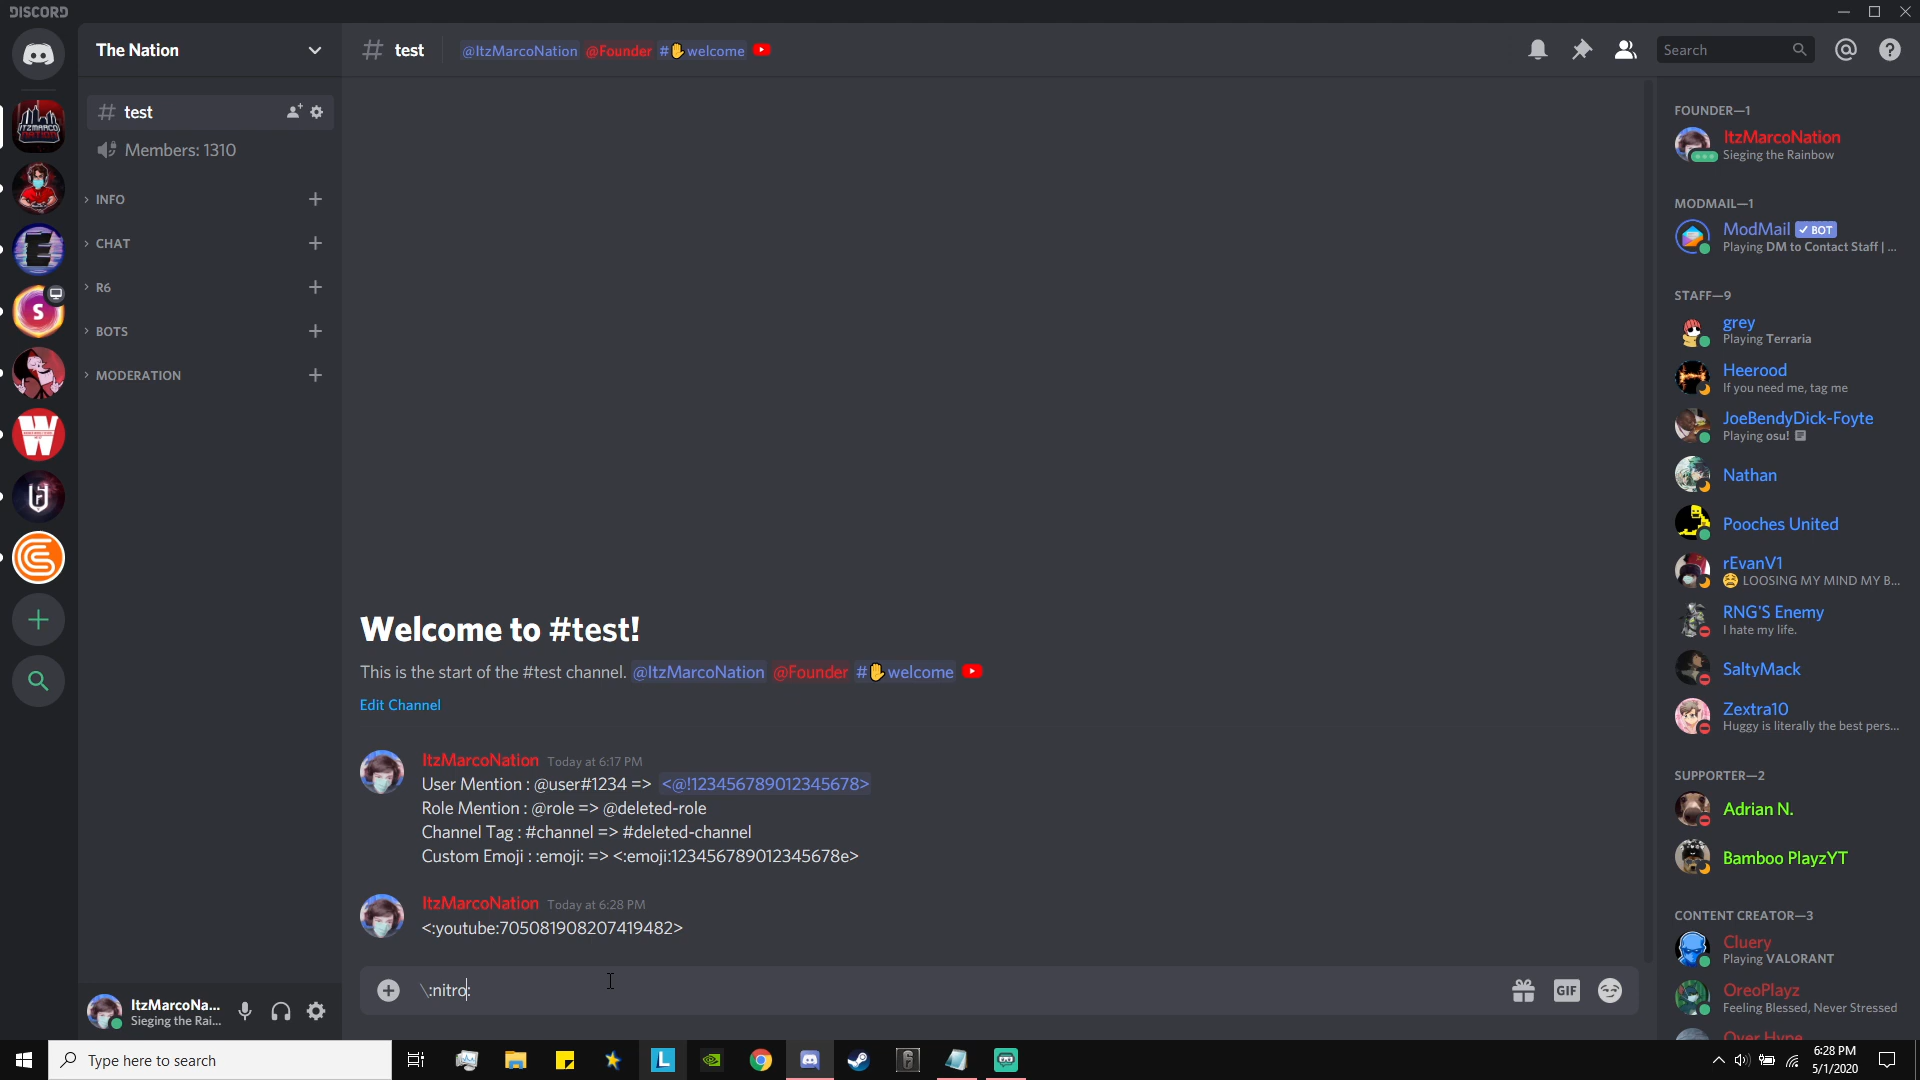 DISCORD
The Nation
test
@ItzMarcoNation @Founder #✋welcome
Search
test
Members: 1310
INFO
CHAT
R6
BOTS
MODERATION
Welcome to #test!
This is the start of the #test channel. @ItzMarcoNation @Founder #✋welcome
Edit Channel
ItzMarcoNation Today at 6:17 PM
User Mention : @user#1234 => <@!123456789012345678>
Role Mention : @role => @deleted-role
Channel Tag : #channel => #deleted-channel
Custom Emoji : :emoji: => <:emoji:123456789012345678e>
ItzMarcoNation Today at 6:28 PM
<:youtube:705081908207419482>
\:nitro:
GIF
ItzMarcoNa...
Sieging the Rai...
FOUNDER—1
ItzMarcoNation
Sieging the Rainbow
MODMAIL—1
ModMail ✓ BOT
Playing DM to Contact Staff | ...
STAFF—9
grey
Playing Terraria
Heerood
If you need me, tag me
JoeBendyDick-Foyte
Playing osu!
Nathan
Pooches United
rEvanV1
😩 LOOSING MY MIND MY B...
RNG'S Enemy
I hate my life.
SaltyMack
Zextra10
Huggy is literally the best pers...
SUPPORTER—2
Adrian N.
Bamboo PlayzYT
CONTENT CREATOR—3
Cluery
Playing VALORANT
OreoPlayz
Feeling Blessed, Never Stressed
Over Hype
Type here to search
6:28 PM
5/1/2020